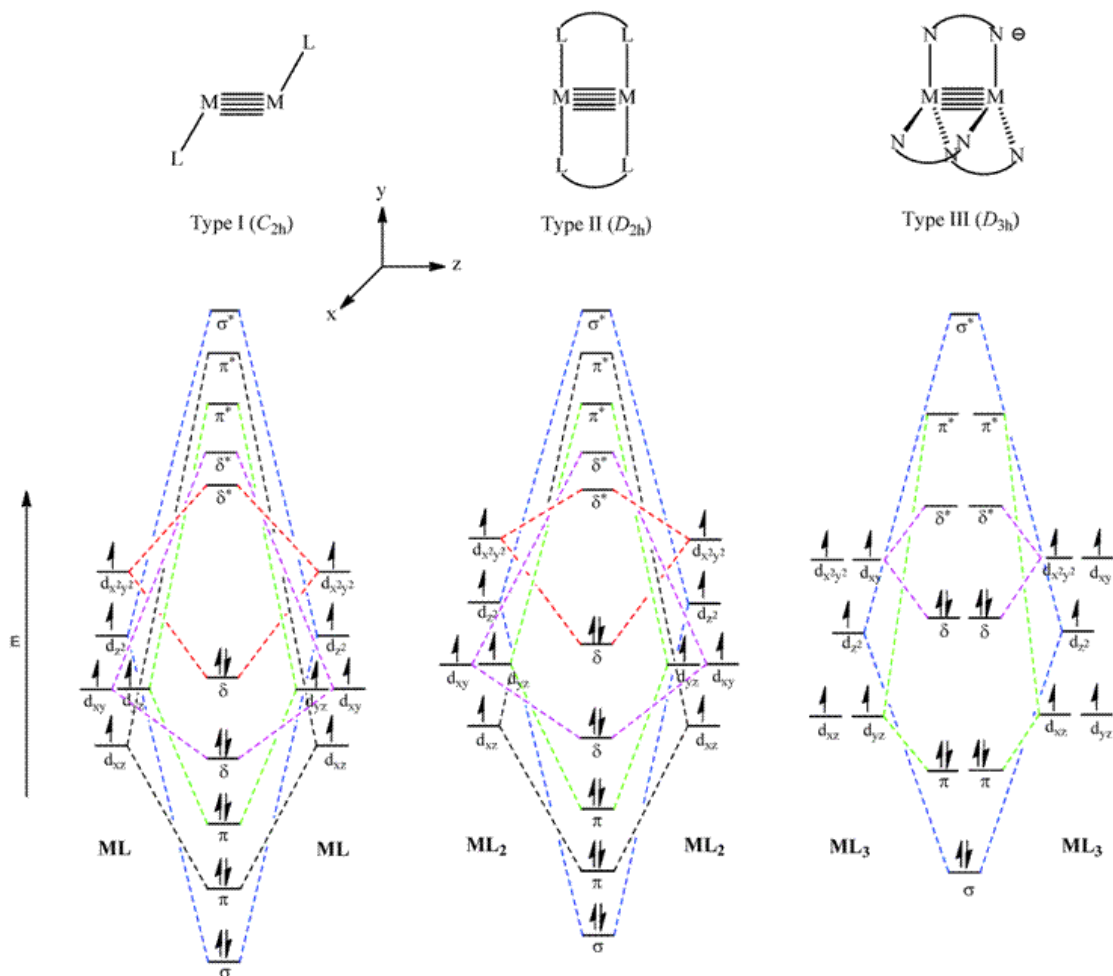 L
M M
L
Type I (C2h)
L L
M M
L L
Type II (D2h)
N N ⊖
M M
N N N N
Type III (D3h)
y
z
x
E
σ*
π*
π*
δ*
δ*
dx²y² dx²y²
dz² dz²
δ
dxy dyz dyz dxy
dxz dxz
δ
π
ML ML
π
σ
σ*
π*
π*
δ*
δ*
dx²y² dx²y²
dz² dz²
δ
dxy dyz dyz dxy
dxz dxz
δ
π
ML2 ML2
π
σ
σ*
π* π*
δ* δ*
dx²y² dxy dx²y² dxy
δ δ
dz² dz²
dxz dyz dxz dyz
π π
ML3 ML3
σ